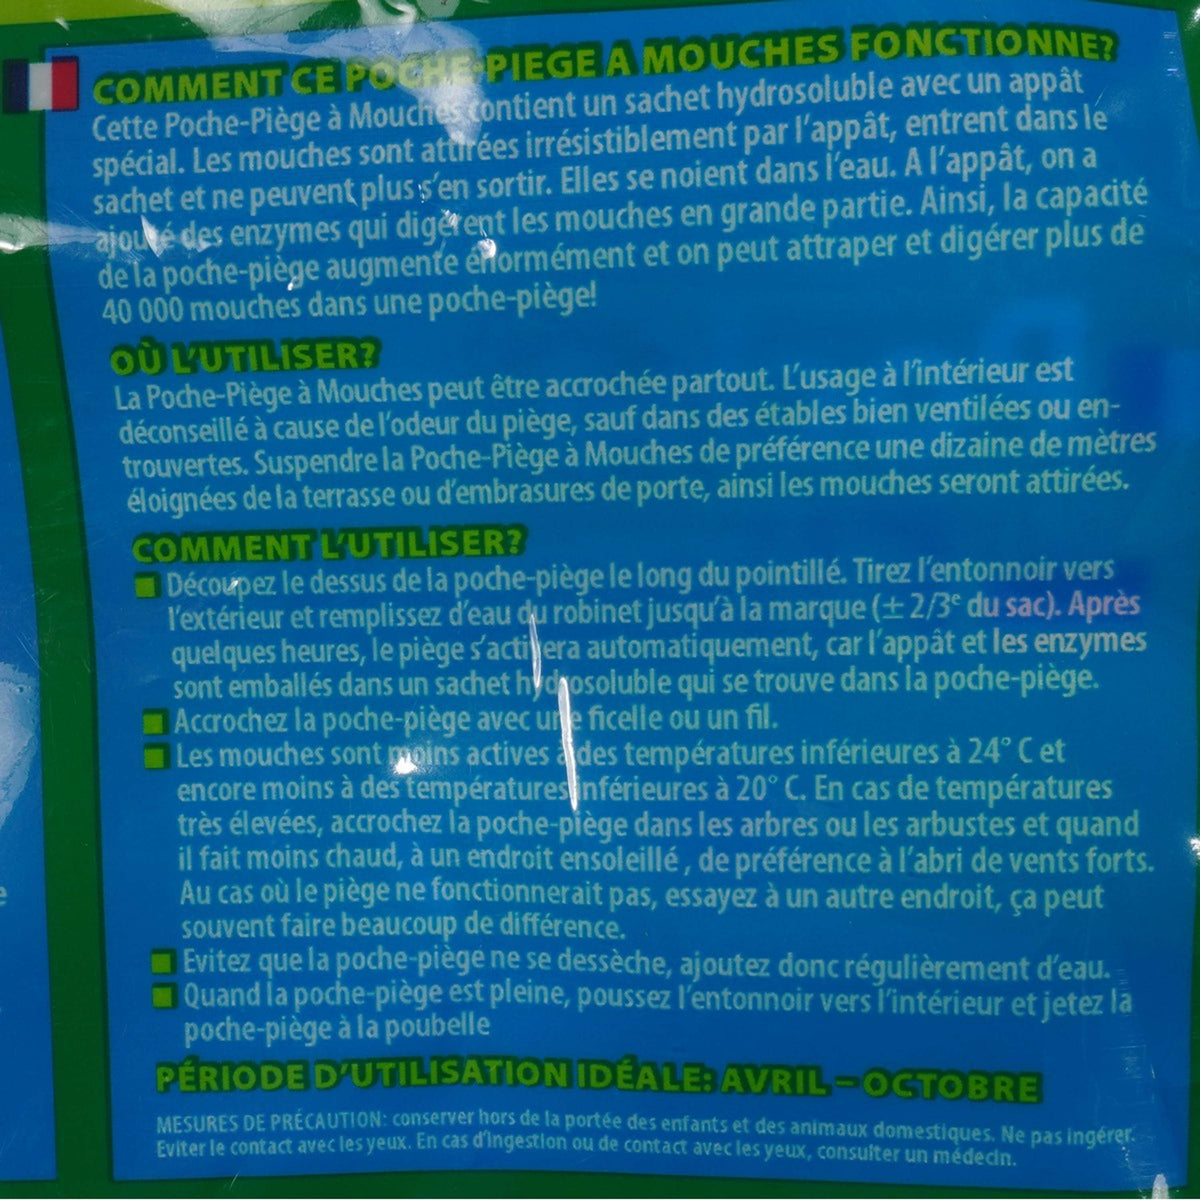 COMMENT CE POCHE-PIEGE A MOUCHES FONCTIONNE?
Cette Poche-Piège à Mouches contient un sachet hydrosoluble avec un appât
spécial. Les mouches sont attirées irrésistiblement par l'appât, entrent dans le
sachet et ne peuvent plus s'en sortir. Elles se noient dans l'eau. A l'appât, on a
ajouté des enzymes qui digèrent les mouches en grande partie. Ainsi, la capacité
de la poche-piège augmente énormément et on peut attraper et digérer plus de
40 000 mouches dans une poche-piège!
OÙ L'UTILISER?
La Poche-Piège à Mouches peut être accrochée partout. L'usage à l'intérieur est
déconseillé à cause de l'odeur du piège, sauf dans des étables bien ventilées ou en-
trouvertes. Suspendre la Poche-Piège à Mouches de préférence une dizaine de mètres
éloignées de la terrasse ou d'embrasures de porte, ainsi les mouches seront attirées.
COMMENT L'UTILISER?
Découpez le dessus de la poche-piège le long du pointillé. Tirez l'entonnoir vers
l'extérieur et remplissez d'eau du robinet jusqu'à la marque (± 2/3e du sac). Après
quelques heures, le piège s'activera automatiquement, car l'appât et les enzymes
sont emballés dans un sachet hydrosoluble qui se trouve dans la poche-piège.
Accrochez la poche-piège avec une ficelle ou un fil.
Les mouches sont moins actives à des températures inférieures à 24° C et
encore moins à des températures inférieures à 20° C. En cas de températures
très élevées, accrochez la poche-piège dans les arbres ou les arbustes et quand
il fait moins chaud, à un endroit ensoleillé , de préférence à l'abri de vents forts.
Au cas où le piège ne fonctionnerait pas, essayez à un autre endroit, ça peut
souvent faire beaucoup de différence.
Evitez que la poche-piège ne se dessèche, ajoutez donc régulièrement d'eau.
Quand la poche-piège est pleine, poussez l'entonnoir vers l'intérieur et jetez la
poche-piège à la poubelle
PÉRIODE D'UTILISATION IDÉALE: AVRIL – OCTOBRE
MESURES DE PRÉCAUTION: conserver hors de la portée des enfants et des animaux domestiques. Ne pas ingérer.
Eviter le contact avec les yeux. En cas d'ingestion ou de contact avec les yeux, consulter un médecin.